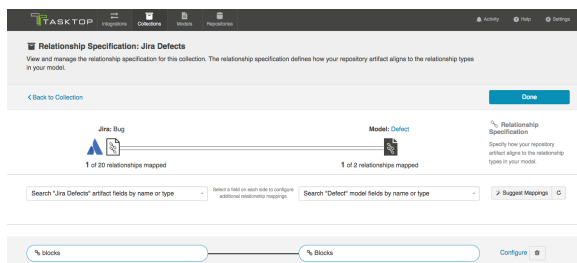 TASKTOP
Integrations
Collections
Models
Repositories
Activity
Help
Settings
Relationship Specification: Jira Defects
View and manage the relationship specification for this collection. The relationship specification defines how your repository artifact aligns to the relationship types
in your model.
Back to Collection
Done
Jira: Bug
Model: Defect
1 of 20 relationships mapped
1 of 2 relationships mapped
Relationship
Specification
Specify how your repository
artifact aligns to the relationship
types in your model.
Search "Jira Defects" artifact fields by name or type
Select a field on each side to configure
additional relationship mappings
Search "Defect" model fields by name or type
Suggest Mappings
blocks
Blocks
Configure